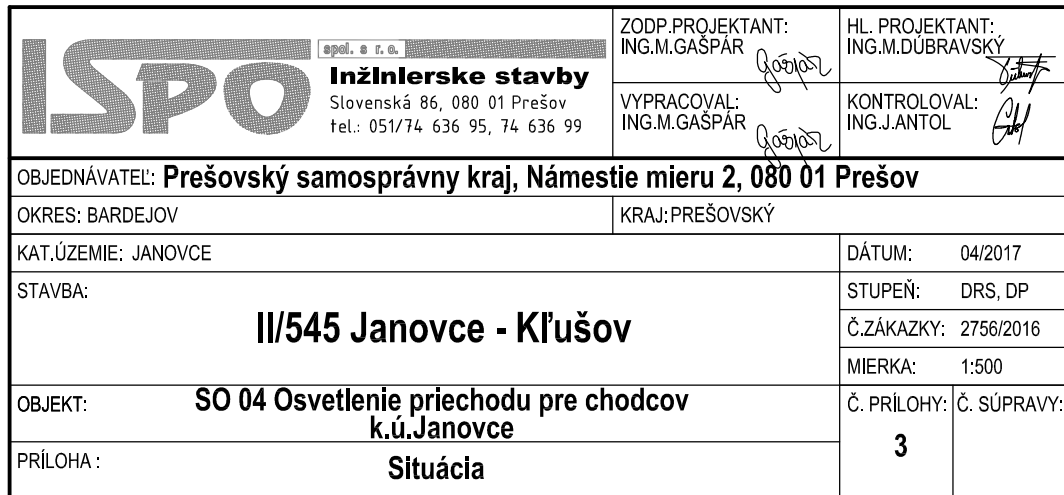 ISPO
spol. s r. o.
InžInIerske stavby
Slovenská 86, 080 01 Prešov
tel.: 051/74 636 95, 74 636 99
ZODP.PROJEKTANT:
ING.M.GAŠPÁR
Gašpár
HL. PROJEKTANT:
ING.M.DÚBRAVSKÝ
VYPRACOVAL:
ING.M.GAŠPÁR
Gašpár
KONTROLOVAL:
ING.J.ANTOL
OBJEDNÁVATEĽ: Prešovský samosprávny kraj, Námestie mieru 2, 080 01 Prešov
OKRES: BARDEJOV
KRAJ: PREŠOVSKÝ
KAT.ÚZEMIE: JANOVCE
DÁTUM: 04/2017
STAVBA:
II/545 Janovce - Kľušov
STUPEŇ: DRS, DP
Č.ZÁKAZKY: 2756/2016
MIERKA: 1:500
OBJEKT: SO 04 Osvetlenie priechodu pre chodcov
k.ú.Janovce
Č. PRÍLOHY: Č. SÚPRAVY:
3
PRÍLOHA : Situácia